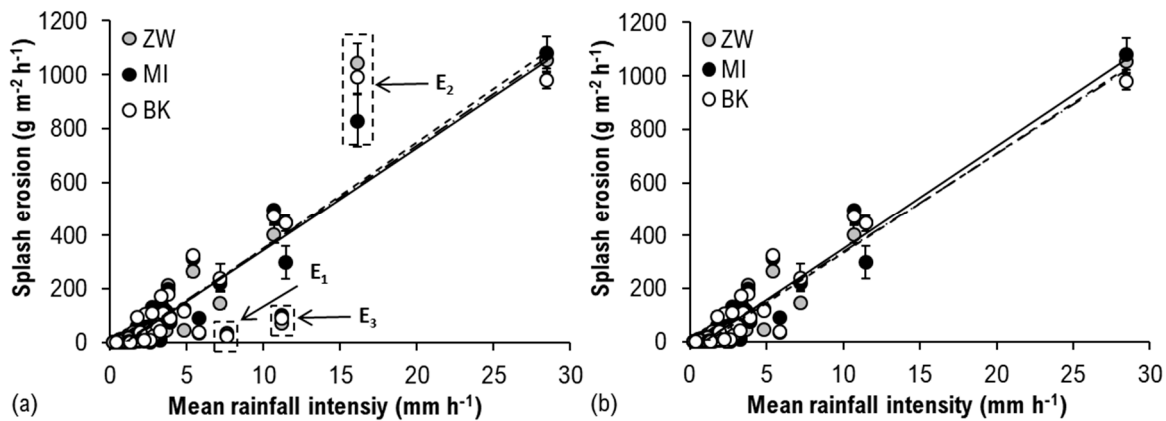 Splash erosion (g m-2 h-1)
1200
1000
800
600
400
200
0
ZW
MI
BK
E2
E1
E3
0 5 10 15 20 25 30
Mean rainfall intensiy (mm h-1)
(a)
Splash erosion (g m-2 h-1)
1200
1000
800
600
400
200
0
ZW
MI
BK
0 5 10 15 20 25 30
Mean rainfall intensity (mm h-1)
(b)